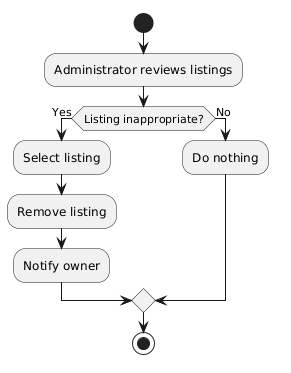 Administrator reviews listings
Listing inappropriate?
Yes
No
Select listing
Do nothing
Remove listing
Notify owner